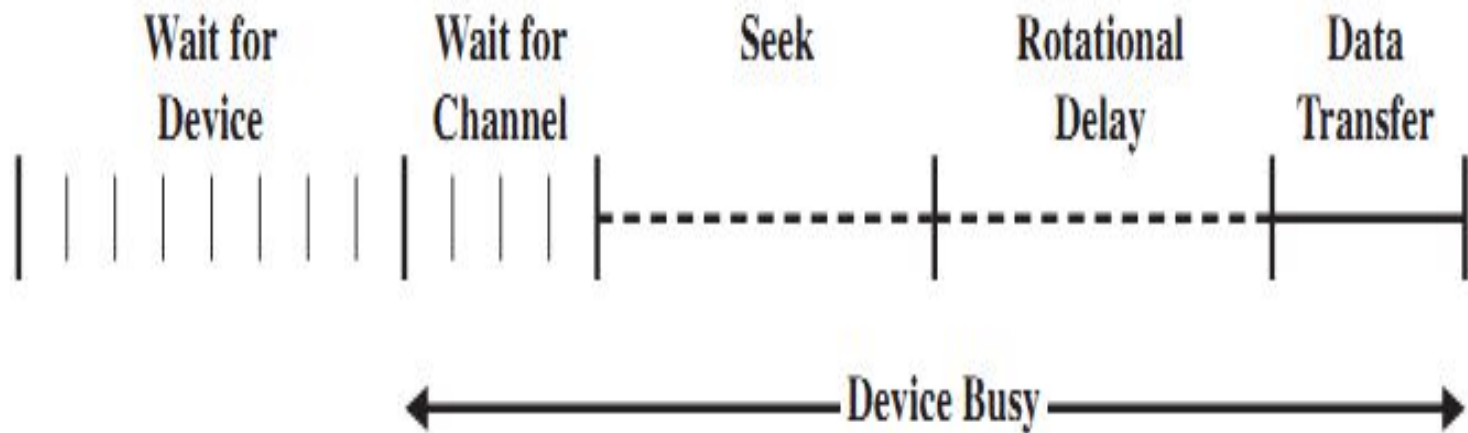 Wait for
Device
Wait for
Channel
Seek
Rotational
Delay
Data
Transfer
Device Busy